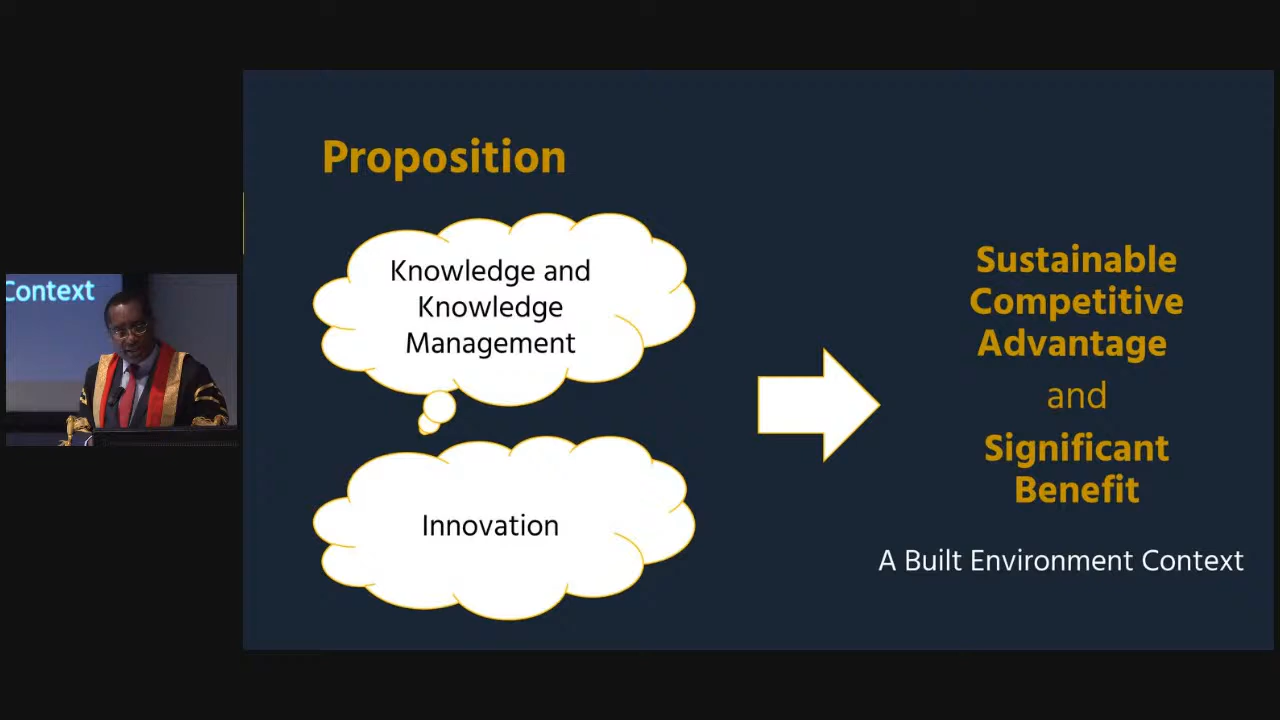 Context
Proposition
Knowledge and
Knowledge
Management
Innovation
Sustainable
Competitive
Advantage
and
Significant
Benefit
A Built Environment Context